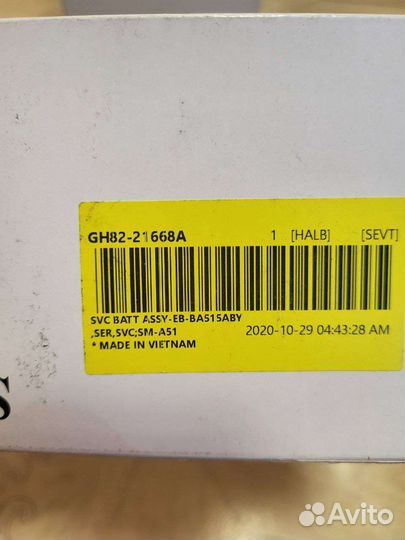 GH82-21668A 1 [HALB] [SEVT]
SVC BATT ASSY-EB-BA515ABY
,SER,SVC;SM-A51 2020-10-29 04:43:28 AM
* MADE IN VIETNAM
S
Avito